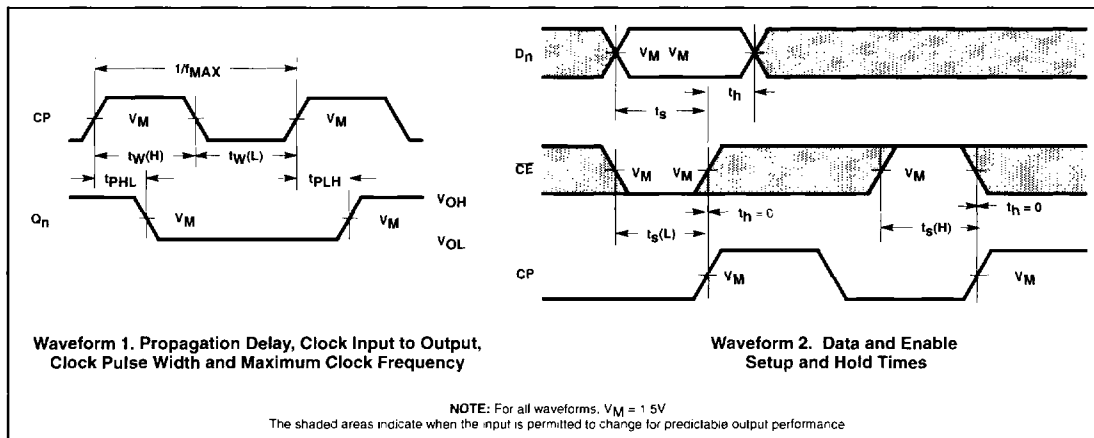 1/fMAX
CP
VM
VM
tW(H)
tW(L)
tPHL
tPLH
Qn
VM
VM
VOH
VOL
Waveform 1. Propagation Delay, Clock Input to Output,
Clock Pulse Width and Maximum Clock Frequency
Dn
VM VM
ts
th
CE
VM VM
VM
th = 0
th = 0
ts(L)
ts(H)
CP
VM
VM
Waveform 2. Data and Enable
Setup and Hold Times
NOTE: For all waveforms, VM = 1 5V
The shaded areas indicate when the input is permitted to change for predictable output performance